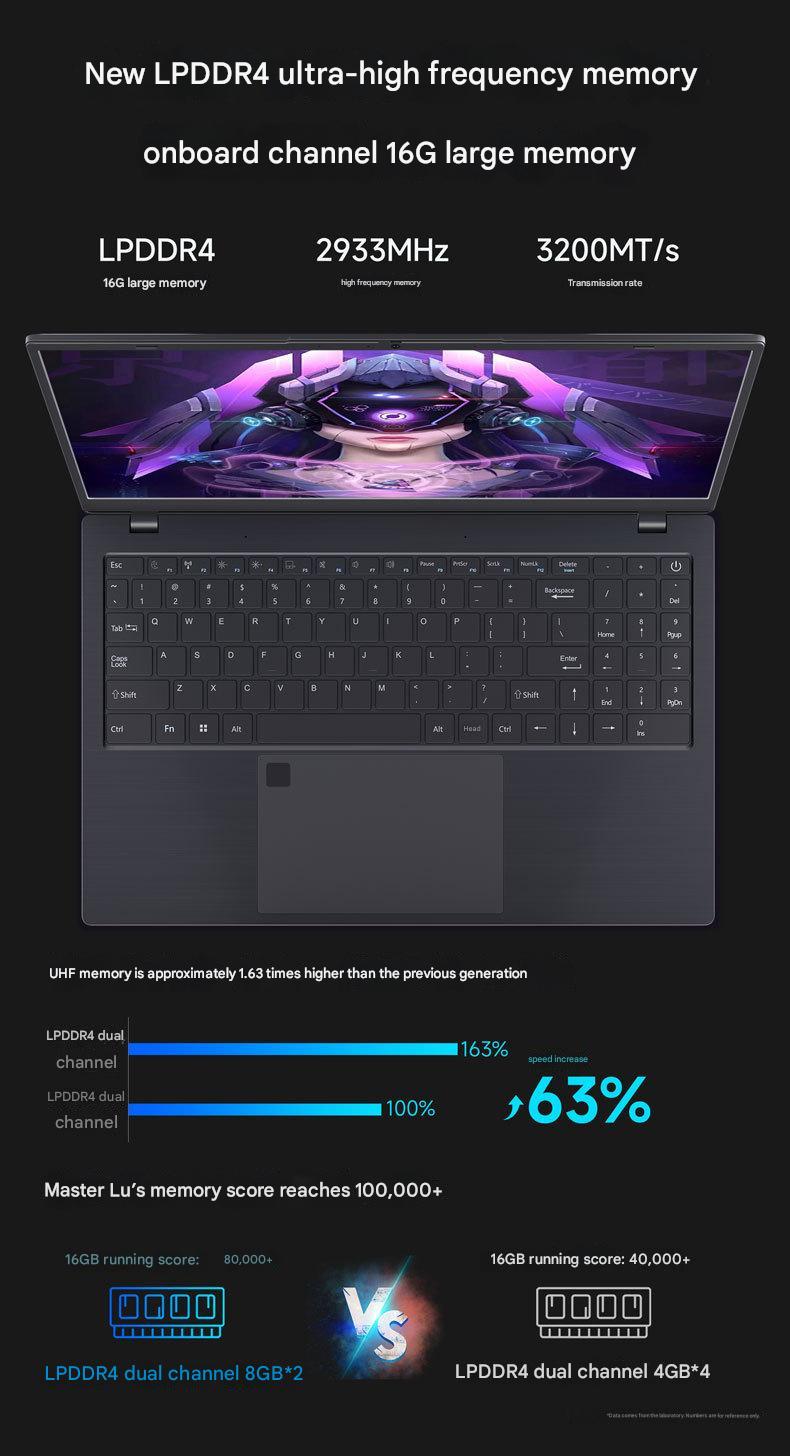 New LPDDR4 ultra-high frequency memory
onboard channel 16G large memory
LPDDR4 2933MHz 3200MT/s
16G large memory high frequency memory Transmission rate
Esc F1 F2 F3 F4 F5 F6 F7 F8 F9 Pause F10 PrtScr F11 ScrLk F12 NumLk Delete Insert - +
~ ! @ # $ % ^ & * ( ) — + Backspace / * .
` 1 2 3 4 5 6 7 8 9 0 - = Del
Tab Q W E R T Y U I O P { } | 7 8 ↑ 9
[ ] \ Home Pgup
Caps Look A S D F G H J K L : ; Enter 4 ← 5 6 →
⇧Shift Z X C V B N M < > ? ⇧Shift ↑ 1 2 ↓ 3
, . / End PgDn
Ctrl Fn Alt Alt Head Ctrl ← ↓ → 0
Ins
UHF memory is approximately 1.63 times higher than the previous generation
LPDDR4 dual
channel 163%
speed increase
LPDDR4 dual
channel 100% 63%
Master Lu's memory score reaches 100,000+
16GB running score: 80,000+ 16GB running score: 40,000+
VS
LPDDR4 dual channel 8GB*2 LPDDR4 dual channel 4GB*4
*Data comes from the laboratory. Numbers are for reference only.